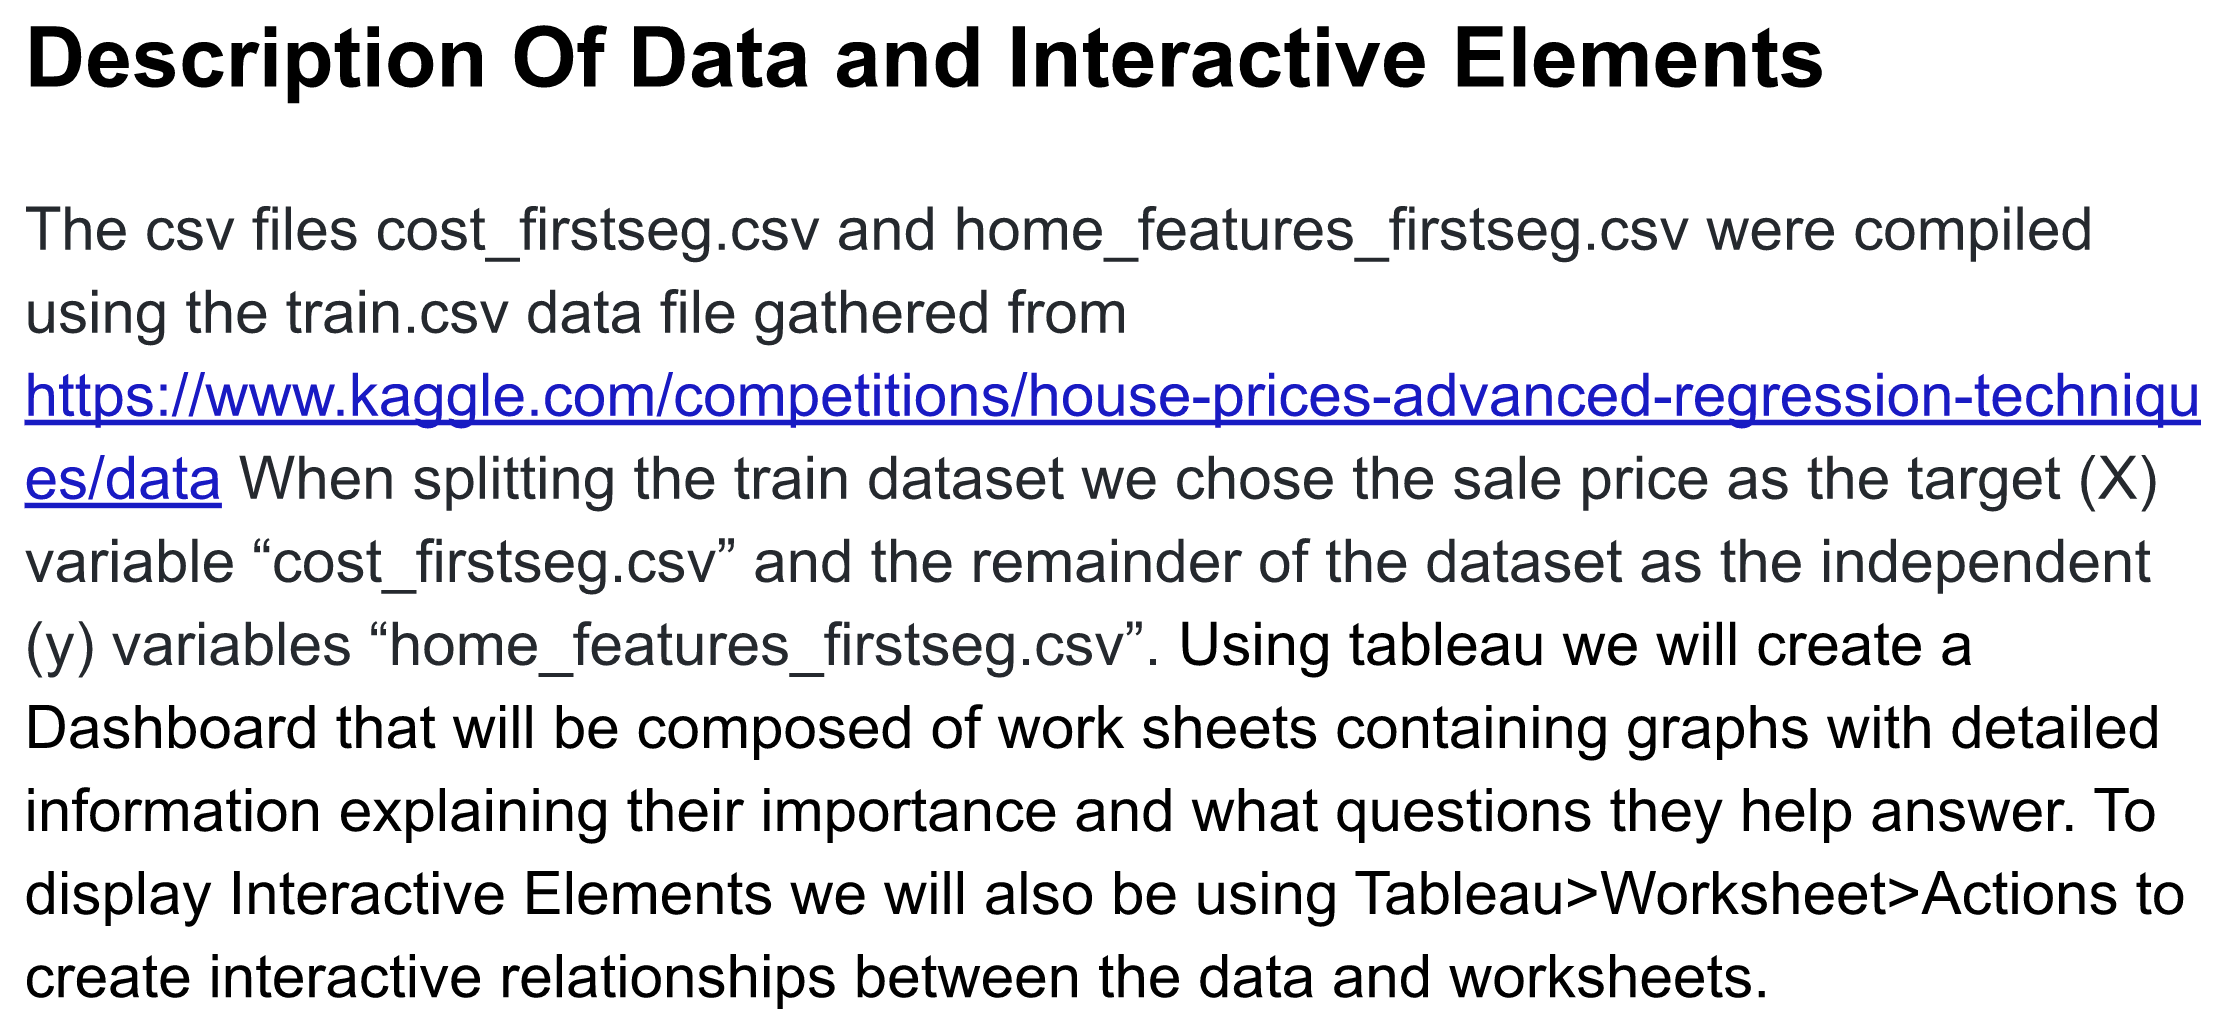 Description Of Data and Interactive Elements
The csv files cost_firstseg.csv and home_features_firstseg.csv were compiled
using the train.csv data file gathered from
https://www.kaggle.com/competitions/house-prices-advanced-regression-techniqu
es/data When splitting the train dataset we chose the sale price as the target (X)
variable “cost_firstseg.csv” and the remainder of the dataset as the independent
(y) variables “home_features_firstseg.csv”. Using tableau we will create a
Dashboard that will be composed of work sheets containing graphs with detailed
information explaining their importance and what questions they help answer. To
display Interactive Elements we will also be using Tableau>Worksheet>Actions to
create interactive relationships between the data and worksheets.